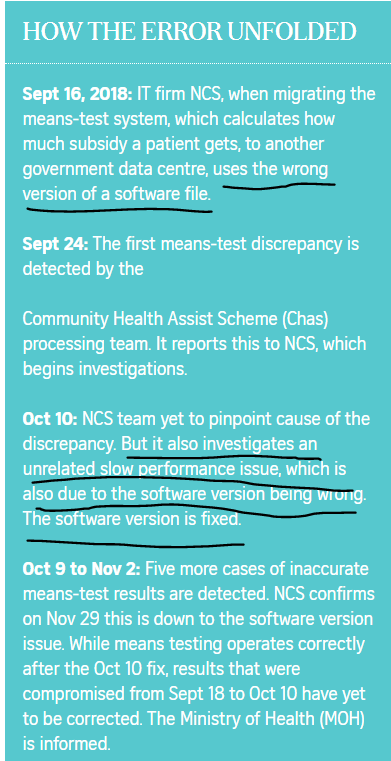 HOW THE ERROR UNFOLDED
Sept 16, 2018: IT firm NCS, when migrating the
means-test system, which calculates how
much subsidy a patient gets, to another
government data centre, uses the wrong
version of a software file.
Sept 24: The first means-test discrepancy is
detected by the
Community Health Assist Scheme (Chas)
processing team. It reports this to NCS, which
begins investigations.
Oct 10: NCS team yet to pinpoint cause of the
discrepancy. But it also investigates an
unrelated slow performance issue, which is
also due to the software version being wrong.
The software version is fixed.
Oct 9 to Nov 2: Five more cases of inaccurate
means-test results are detected. NCS confirms
on Nov 29 this is down to the software version
issue. While means testing operates correctly
after the Oct 10 fix, results that were
compromised from Sept 18 to Oct 10 have yet
to be corrected. The Ministry of Health (MOH)
is informed.